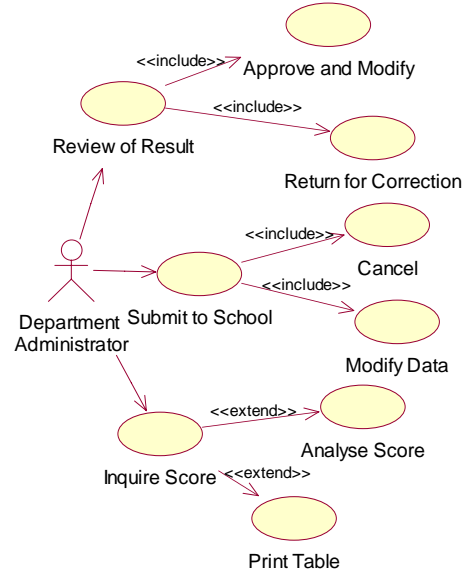 <<include>>
Approve and Modify
<<include>>
Review of Result
Return for Correction
<<include>>
Cancel
<<include>>
Department
Administrator
Submit to School
Modify Data
<<extend>>
Analyse Score
Inquire Score
<<extend>>
Print Table